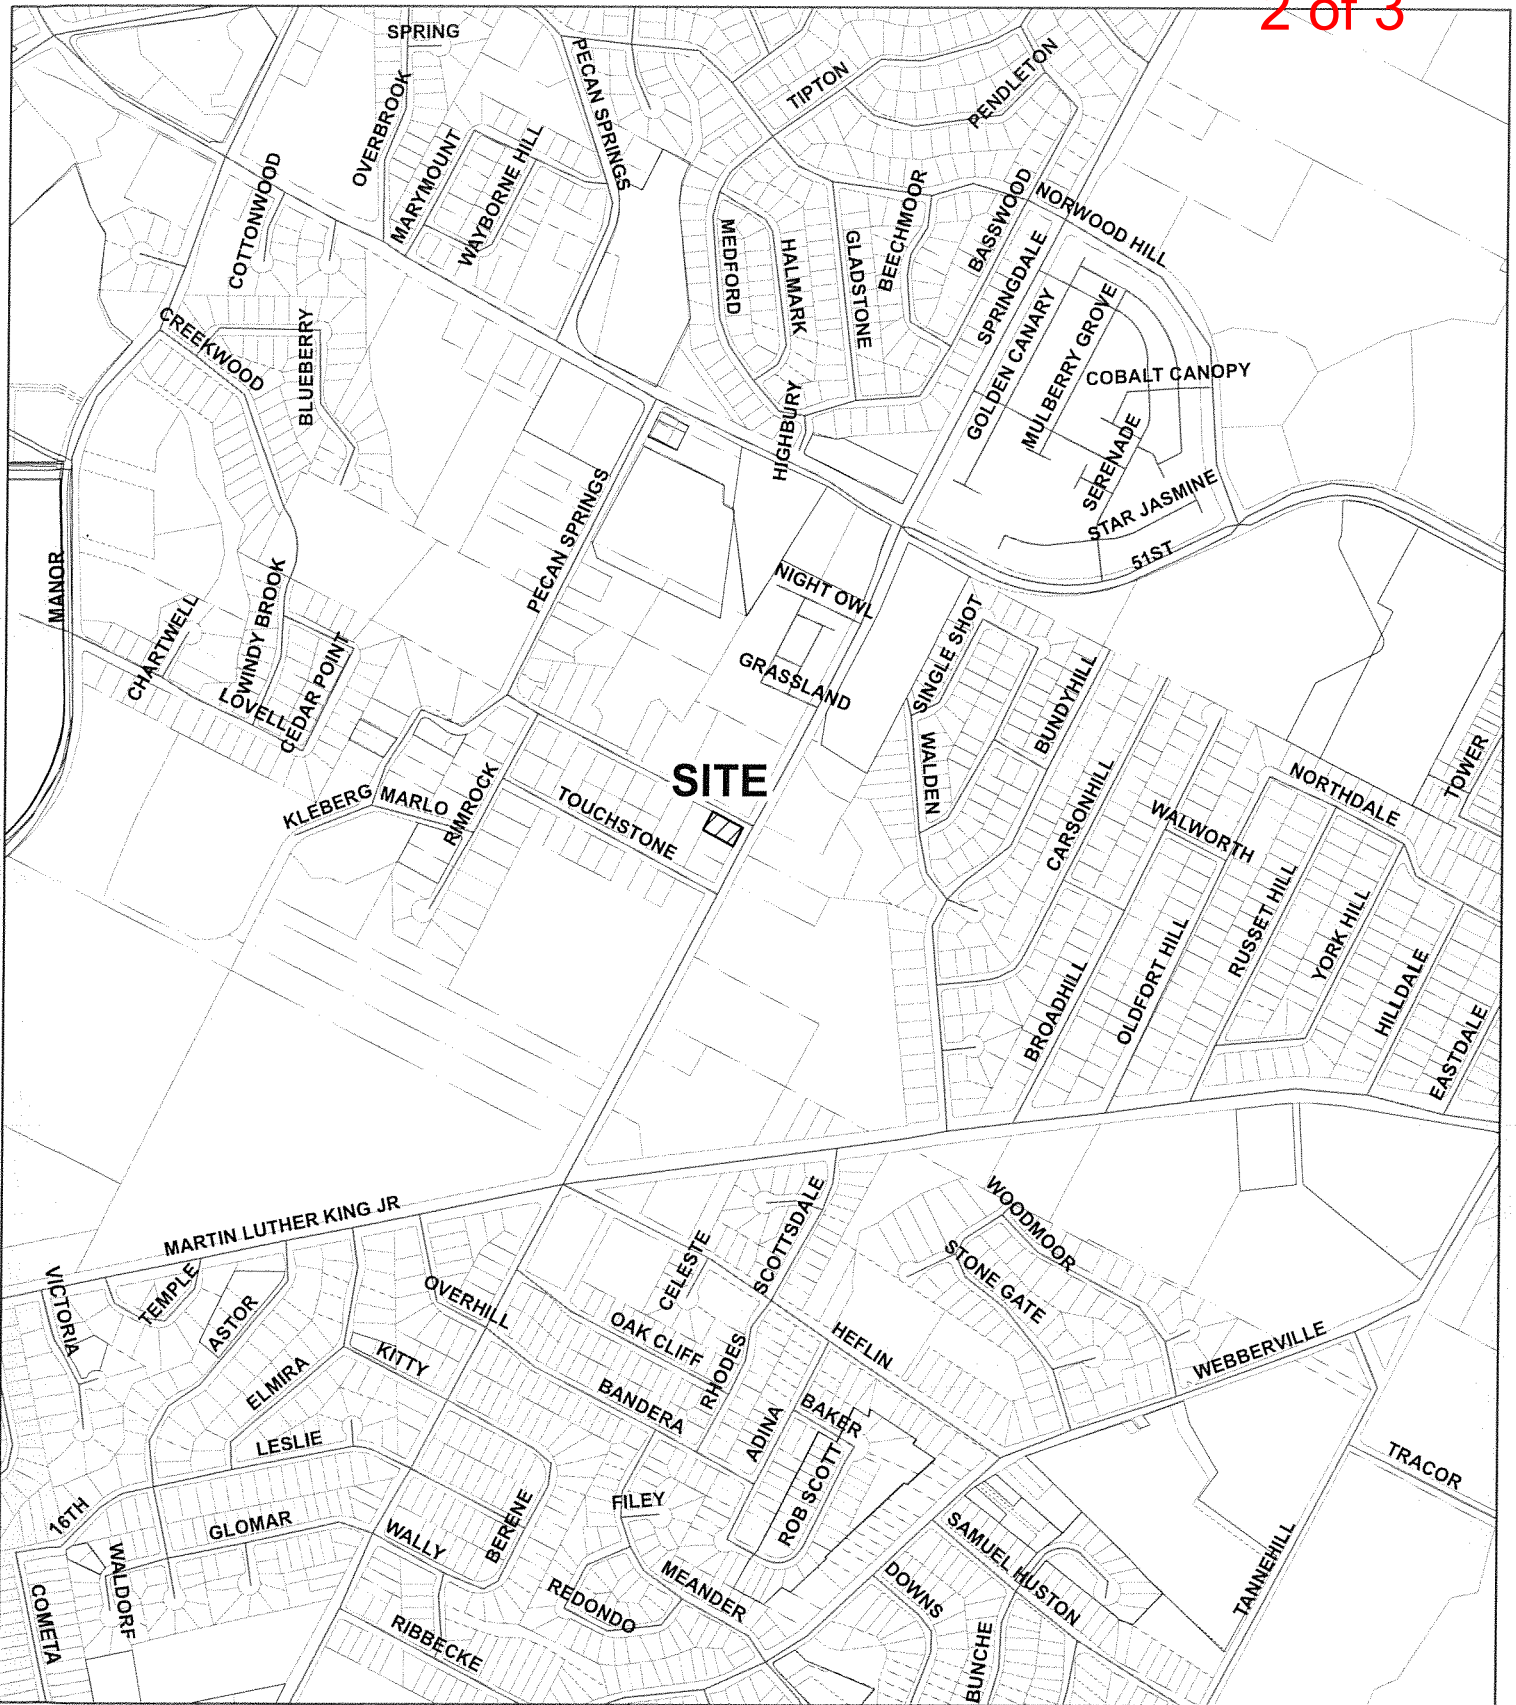 2 of 3
SPRING
PECAN SPRINGS
OVERBROOK
TIPTON
PENDLETON
COTTONWOOD
MARYMOUNT
WAYBORNE HILL
MEDFORD
HALMARK
GLADSTONE
BEECHMOOR
BASSWOOD
NORWOOD HILL
SPRINGDALE
GOLDEN CANARY
MULBERRY GROVE
COBALT CANOPY
CREEKWOOD
BLUEBERRY
HIGHBURY
SERENADE
STAR JASMINE
51ST
PECAN SPRINGS
MANOR
NIGHT OWL
GRASSLAND
SINGLE SHOT
CHARTWELL
WINDY BROOK
LOVELL
CEDAR POINT
BUNDYHILL
WALDEN
SITE
KLEBERG
MARLO
RIMROCK
TOUCHSTONE
CARSONHILL
WALWORTH
NORTHDALE
TOWER
BROADHILL
OLDFORT HILL
RUSSET HILL
YORK HILL
HILLDALE
EASTDALE
MARTIN LUTHER KING JR
VICTORIA
TEMPLE
ASTOR
ELMIRA
KITTY
OVERHILL
CELESTE
SCOTTSDALE
OAK CLIFF
RHODES
HEFLIN
WOODMOOR
STONE GATE
WEBBERVILLE
BANDERA
ADINA
BAKER
ROB SCOTT
LESLIE
16TH
GLOMAR
WALLY
BERENE
FILEY
REDONDO
MEANDER
TRACOR
SAMUEL HUSTON
DOWNS
TANNEHILL
COMETA
WALDORF
RIBBECKE
BUNCHE